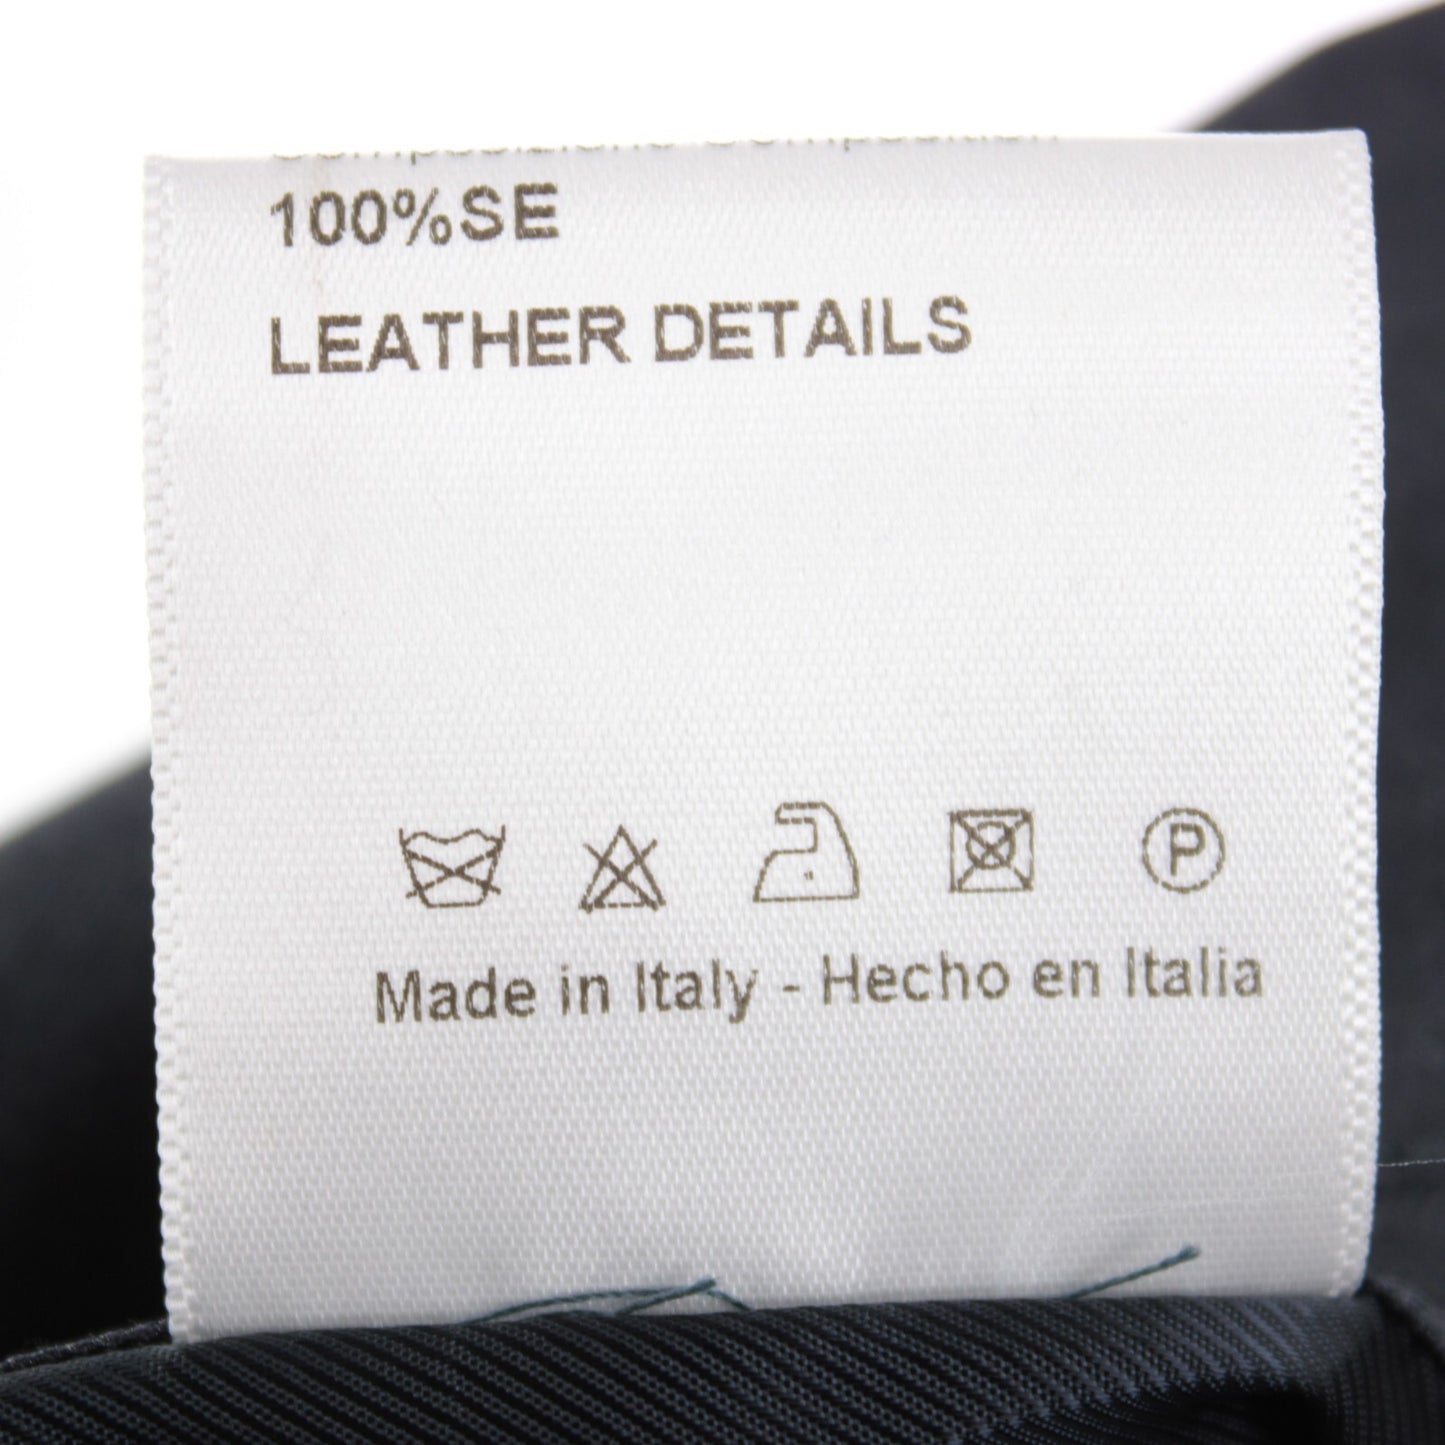 100%SE
LEATHER DETAILS
P
Made in Italy - Hecho en Italia